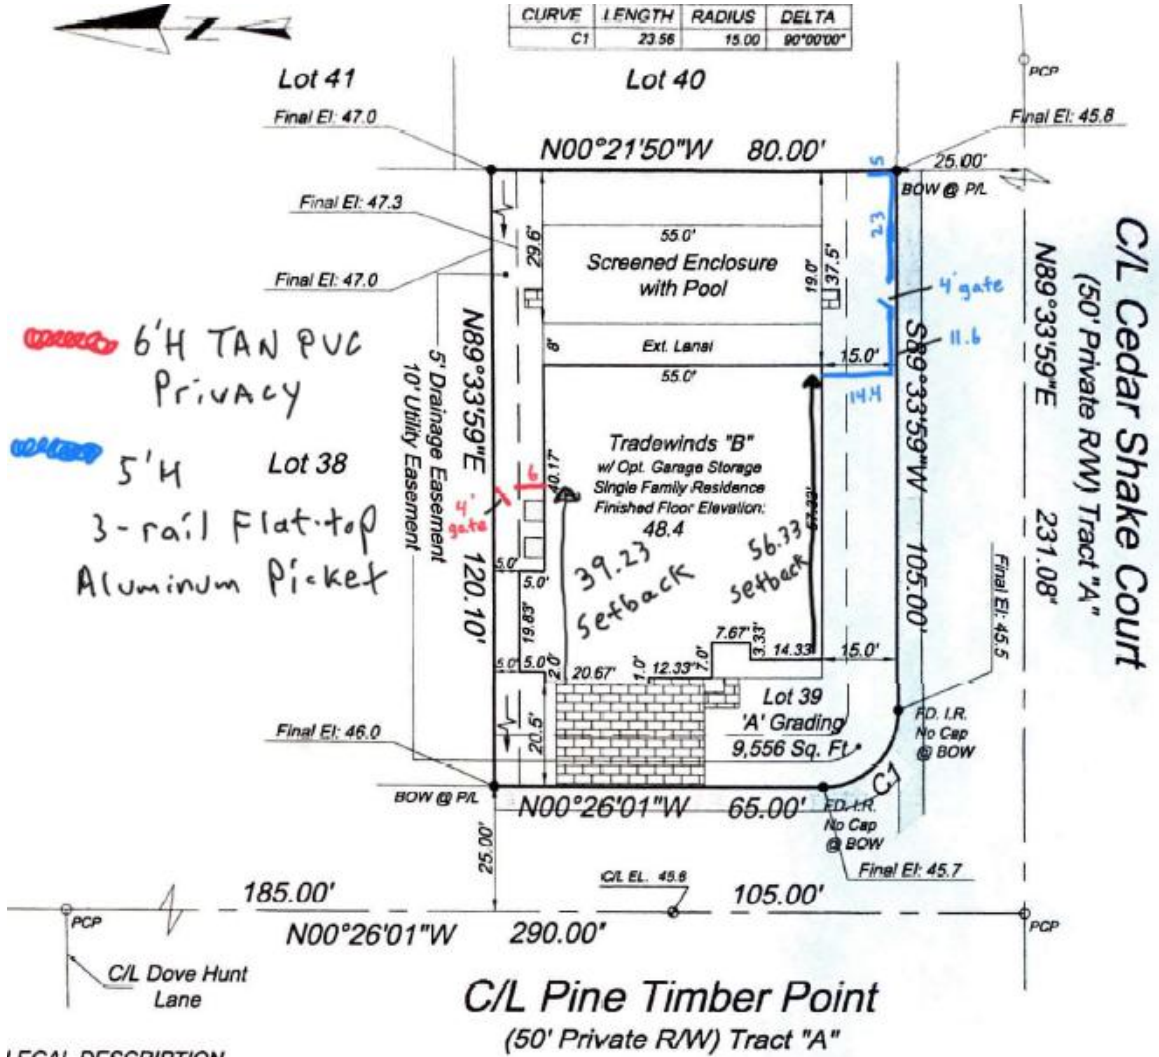 CURVE LENGTH RADIUS DELTA
C1 23.56 15.00 90°00'00"
Lot 41
Lot 40
PCP
Final El: 47.0
Final El: 45.8
N00°21'50"W 80.00'
5
25.00'
BOW @ P/L
Final El: 47.3
23
29.6'
55.0'
Screened Enclosure
with Pool
19.0'
37.5'
Final El: 47.0
4' gate
11.6
8'
Ext. Lanai
15.0'
55.0'
14.4
6'H TAN PVC
Privacy
5'H
3-rail Flat-top
Aluminum Picket
Lot 38
5' Drainage Easement
10' Utility Easement
N89°33'59"E 120.10'
Tradewinds "B"
w/ Opt. Garage Storage
Single Family Residence
Finished Floor Elevation:
48.4
6
40.17'
4'
gate
39.23
setback
56.33
setback
S89°33'59"W 105.00'
N89°33'59"E 231.08'
C/L Cedar Shake Court
(50' Private R/W) Tract "A"
Final El: 45.5
5.0'
5.0'
19.83'
5.0'
5.0'
2.0'
20.67'
1.0'
12.33'
7.0'
7.67'
3.33'
14.33'
15.0'
Lot 39
'A' Grading
9,556 Sq. Ft
FD. I.R.
No Cap
@ BOW
Final El: 46.0
20.5'
C1
BOW @ P/L
N00°26'01"W 65.00'
FD. I.R.
No Cap
@ BOW
25.00'
Final El: 45.7
C/L EL. 45.6
185.00'
105.00'
PCP
PCP
N00°26'01"W 290.00'
C/L Dove Hunt
Lane
C/L Pine Timber Point
(50' Private R/W) Tract "A"
LEGAL DESCRIPTION